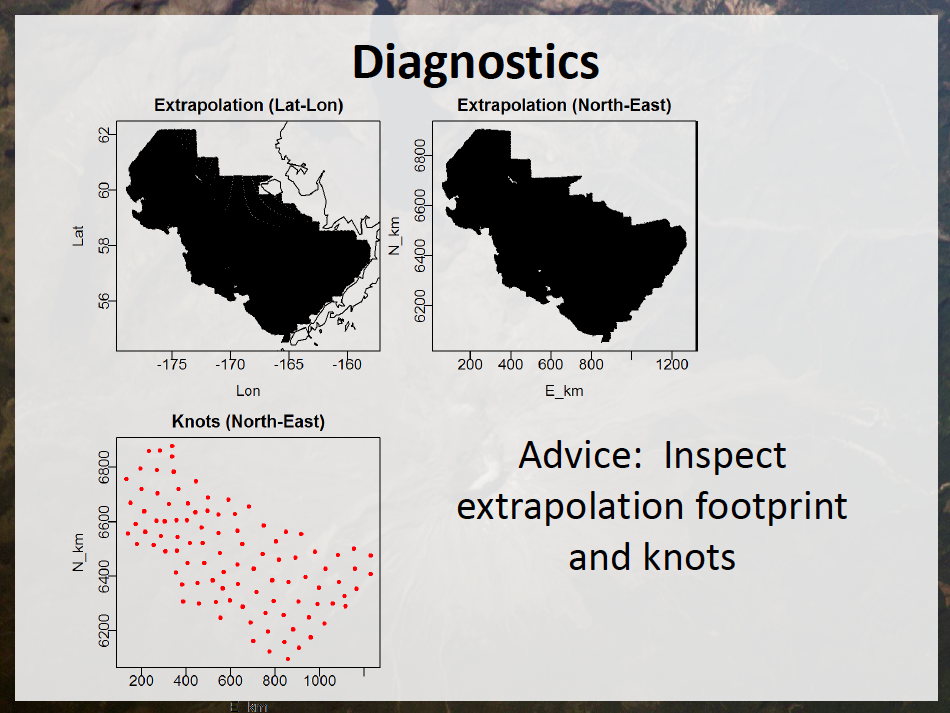 Diagnostics
Extrapolation (Lat-Lon)
Extrapolation (North-East)
62
60
58
56
Lat
-175 -170 -165 -160
Lon
6800
6600
6400
6200
N_km
200 400 600 800 1200
E_km
Knots (North-East)
6800
6600
6400
6200
N_km
200 400 600 800 1000
E_km
Advice: Inspect
extrapolation footprint
and knots